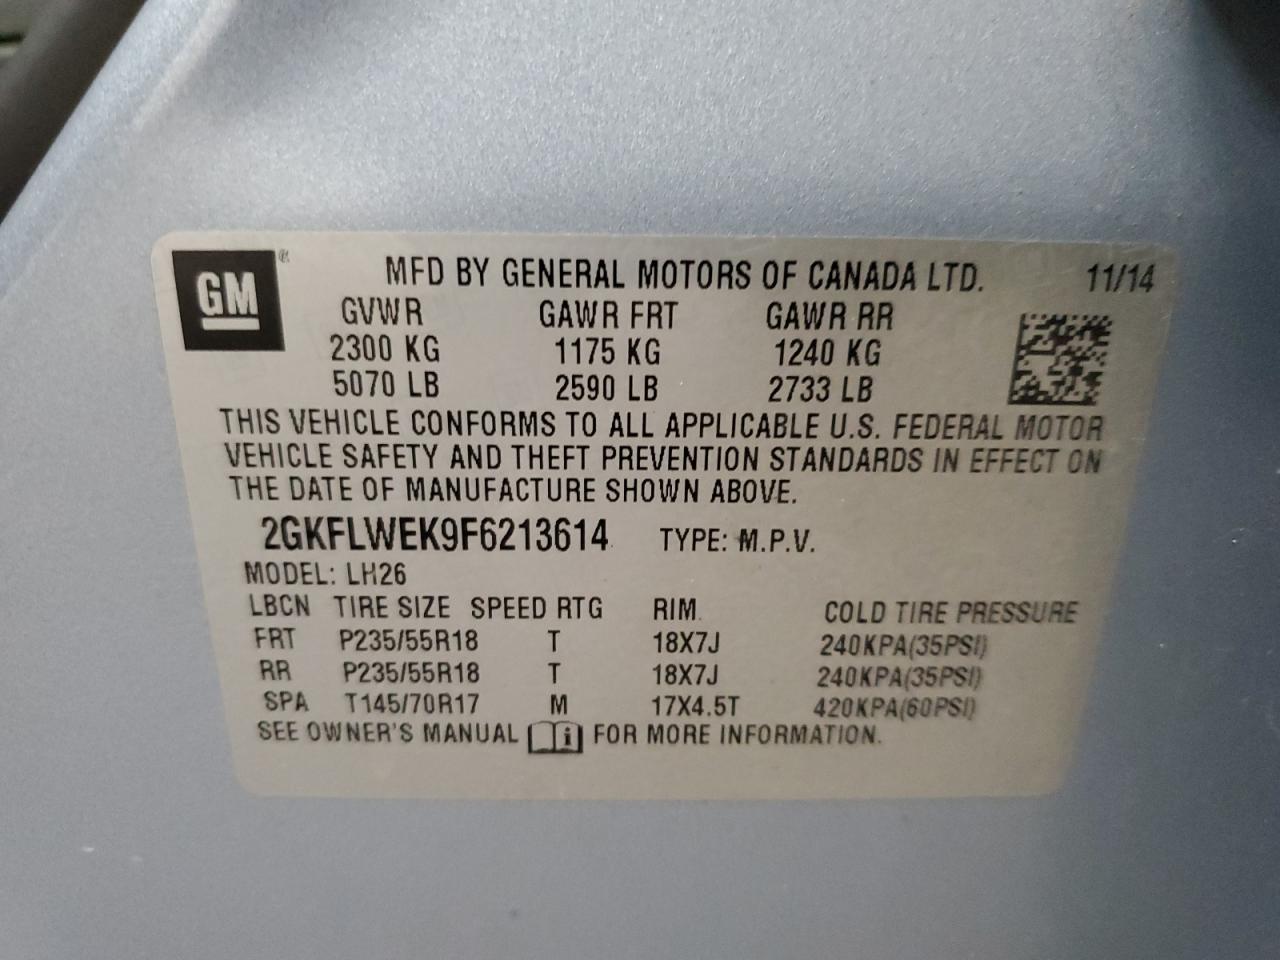 GM®
MFD BY GENERAL MOTORS OF CANADA LTD. 11/14
GVWR GAWR FRT GAWR RR
2300 KG 1175 KG 1240 KG
5070 LB 2590 LB 2733 LB
THIS VEHICLE CONFORMS TO ALL APPLICABLE U.S. FEDERAL MOTOR
VEHICLE SAFETY AND THEFT PREVENTION STANDARDS IN EFFECT ON
THE DATE OF MANUFACTURE SHOWN ABOVE.
2GKFLWEK9F6213614 TYPE: M.P.V.
MODEL: LH26
LBCN TIRE SIZE SPEED RTG RIM COLD TIRE PRESSURE
FRT P235/55R18 T 18X7J 240KPA(35PSI)
RR P235/55R18 T 18X7J 240KPA(35PSI)
SPA T145/70R17 M 17X4.5T 420KPA(60PSI)
SEE OWNER'S MANUAL i FOR MORE INFORMATION.